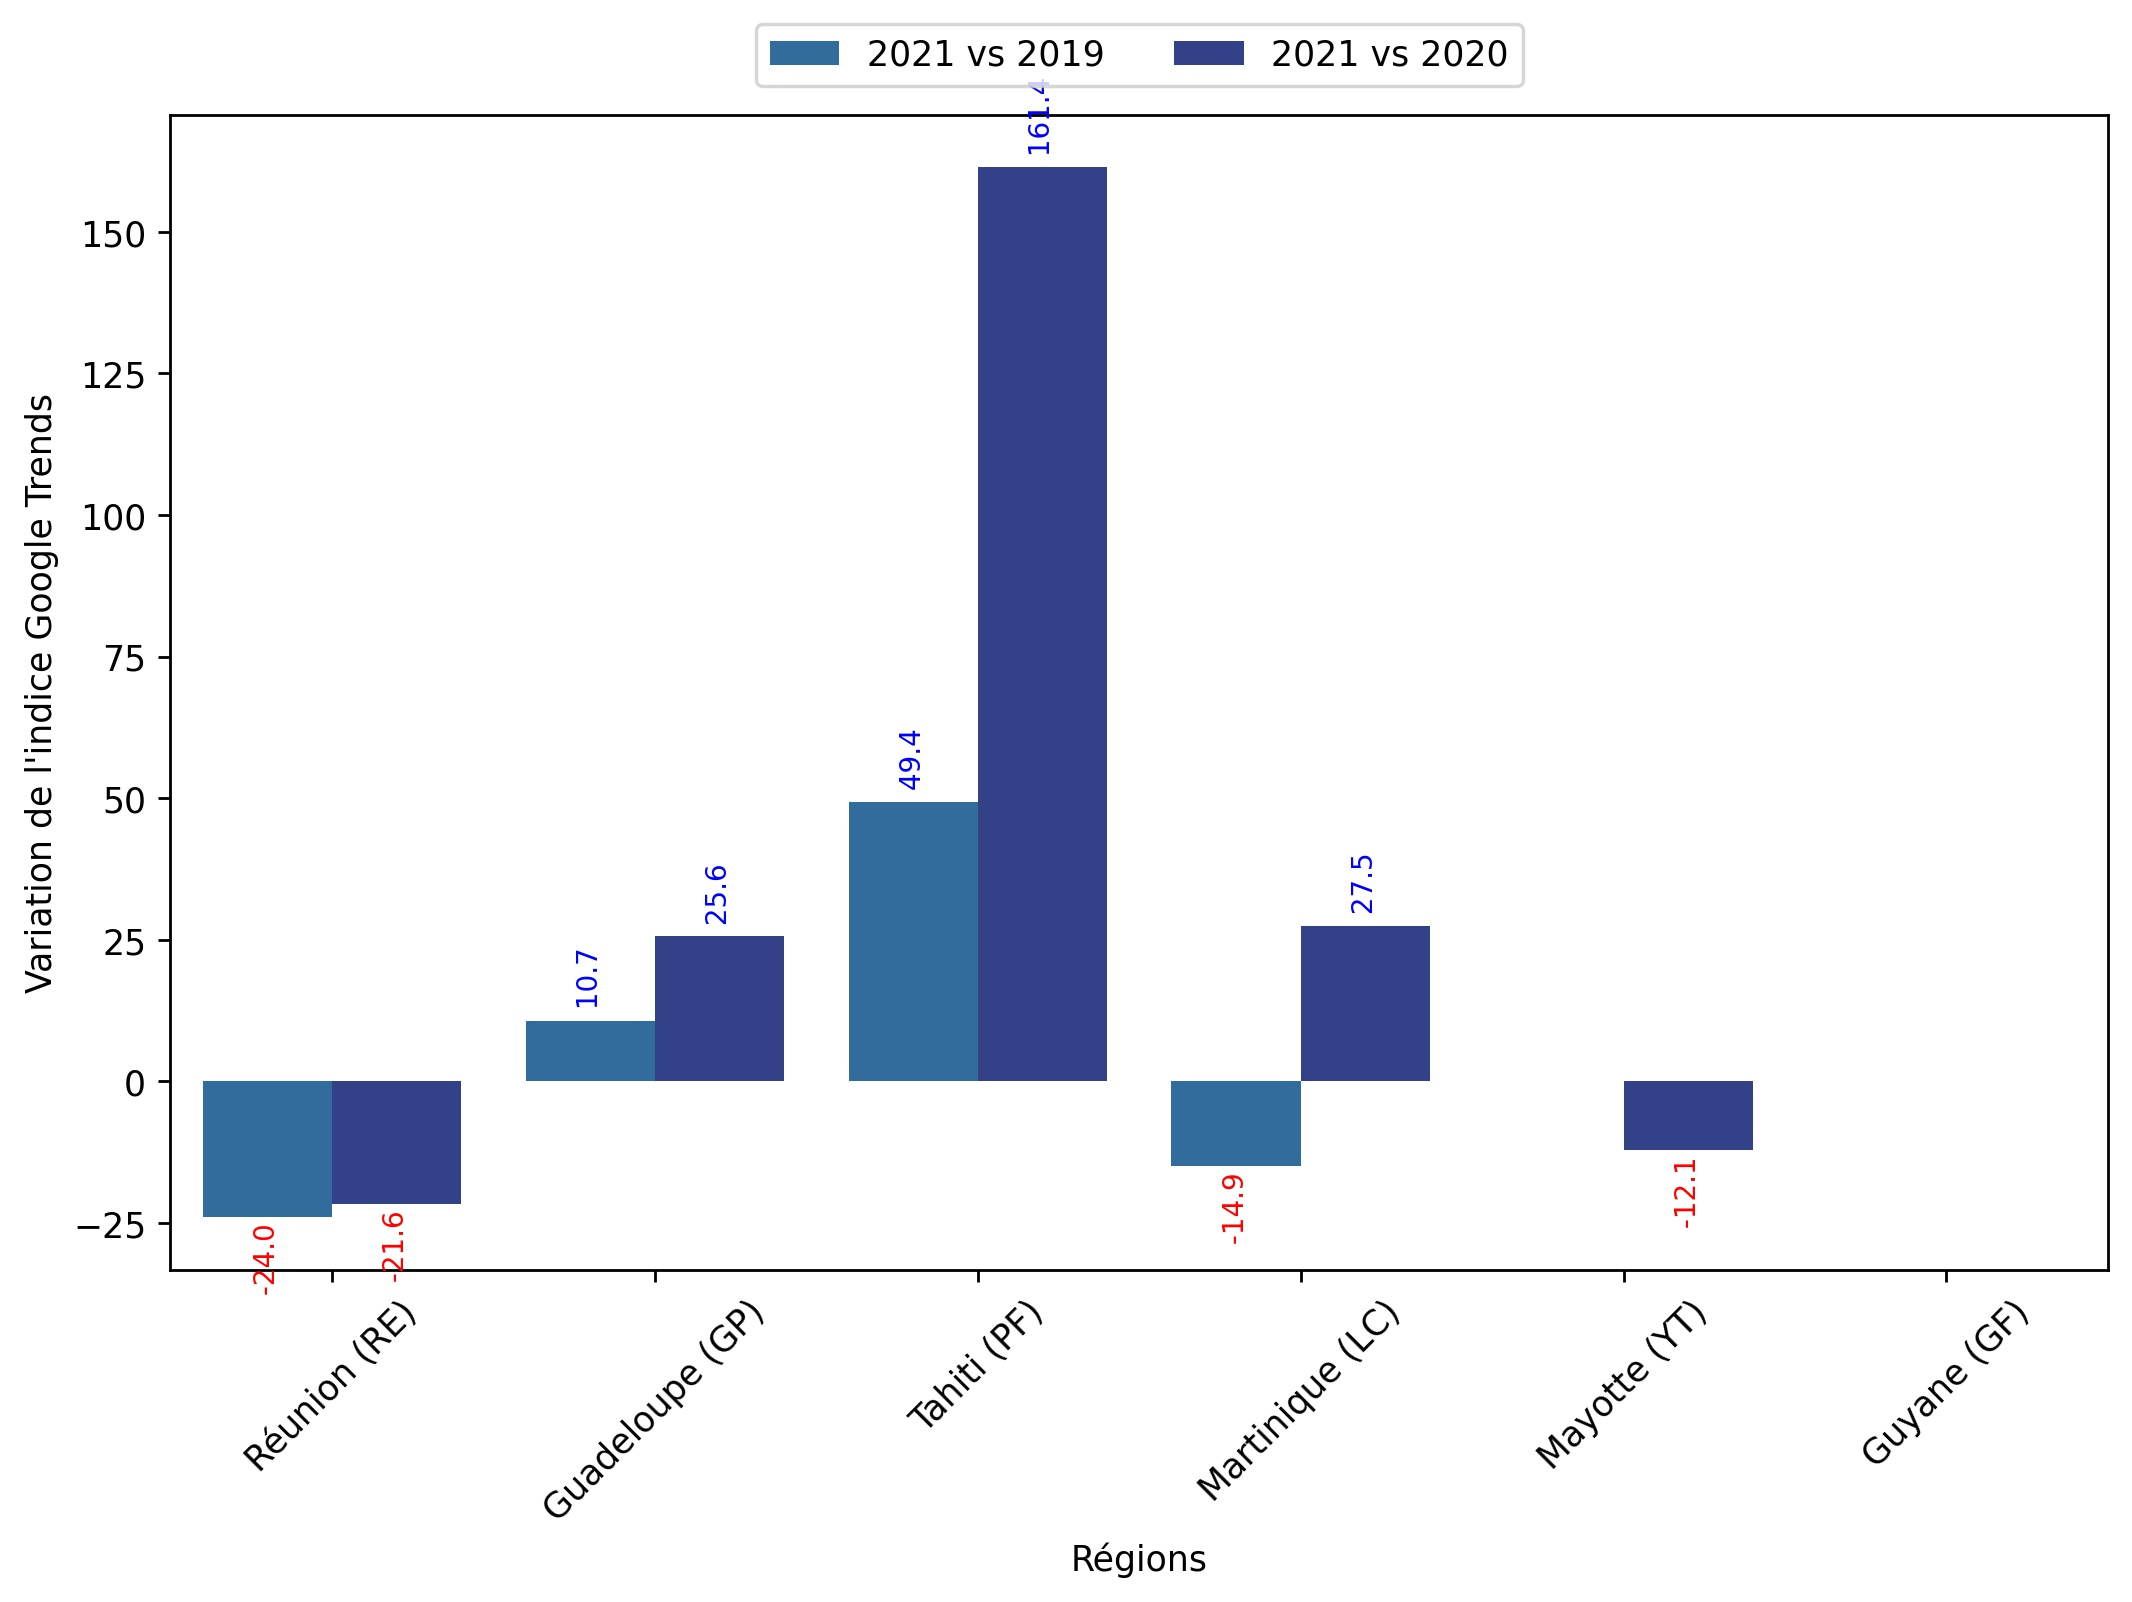 2021 vs 2019
2021 vs 2020
Variation de l'indice Google Trends
150
125
100
75
50
25
0
−25
-24.0
-21.6
10.7
25.6
49.4
161.4
-14.9
27.5
-12.1
Réunion (RE)
Guadeloupe (GP)
Tahiti (PF)
Martinique (LC)
Mayotte (YT)
Guyane (GF)
Régions